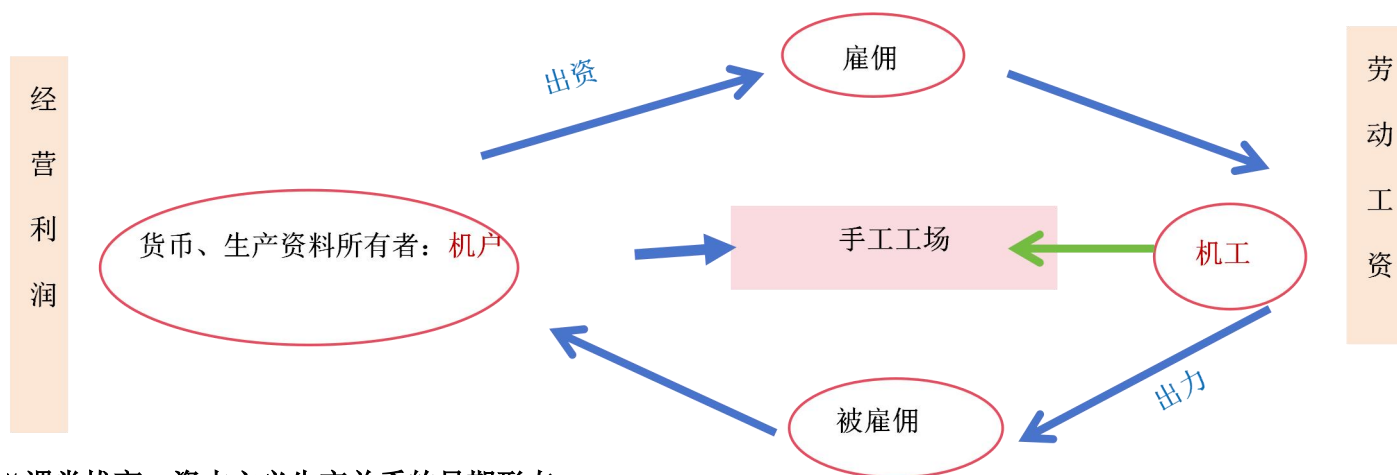 经营利润
出资
雇佣
劳动工资
货币、生产资料所有者：机户
手工工场
机工
被雇佣
出力